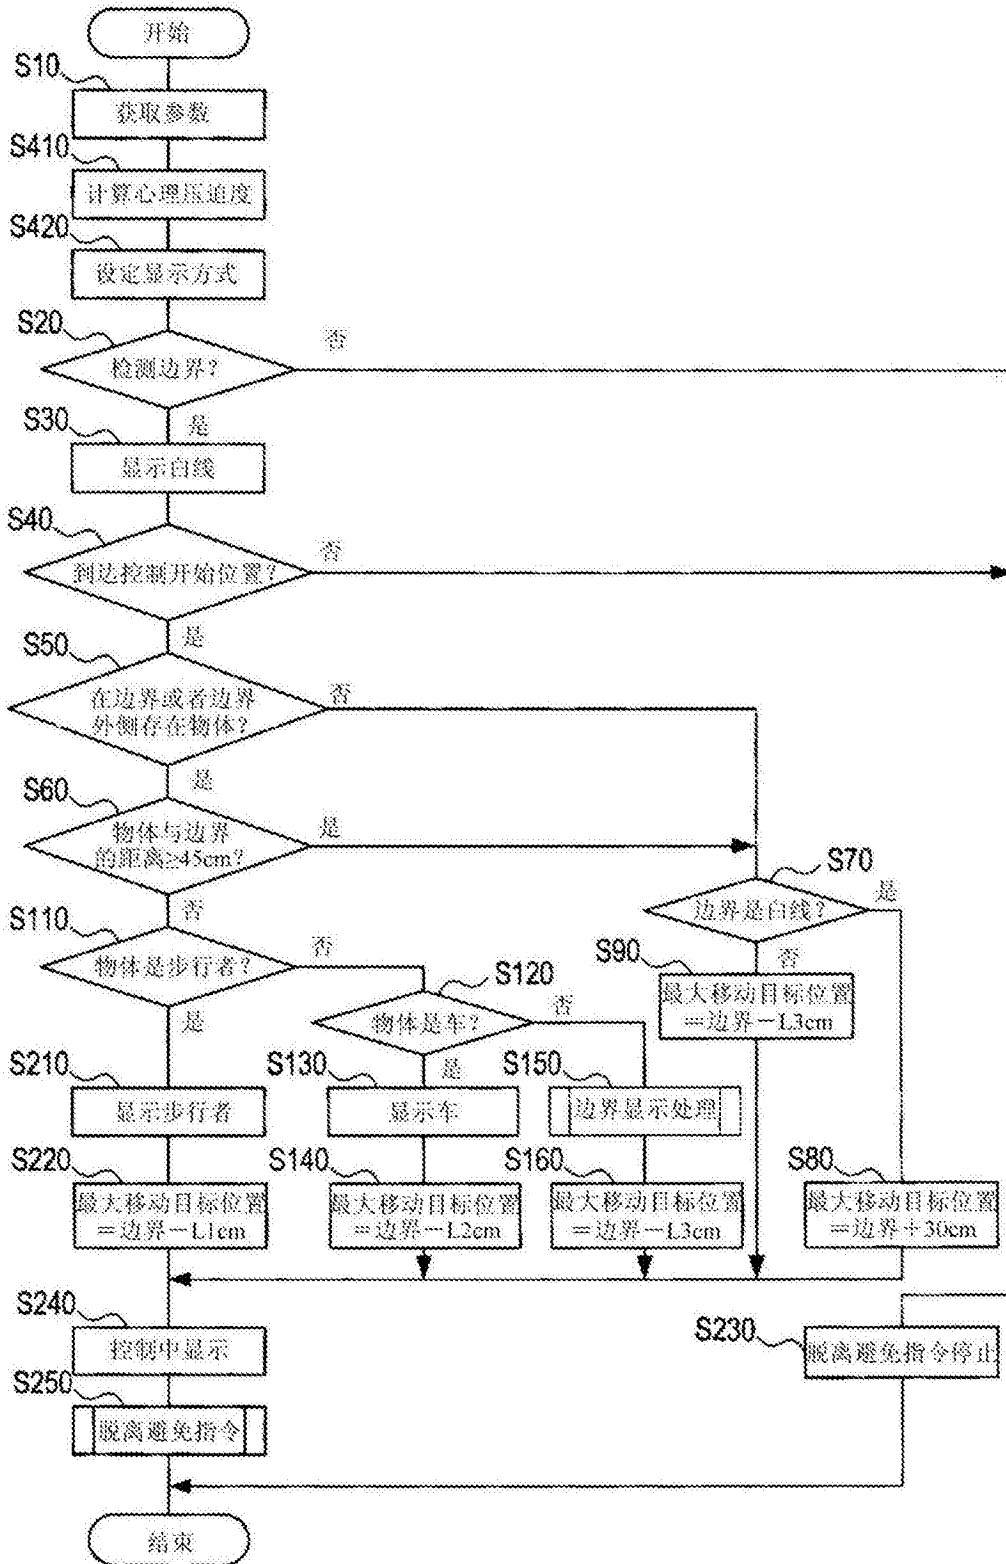 开始
S10
获取参数
S410
计算心理压迫度
S420
设定显示方式
S20
检测边界?
否
是
S30
显示白线
S40
到达控制开始位置?
否
是
S50
在边界或者边界
外侧存在物体?
否
是
S60
物体与边界
的距离≥45cm?
是
否
S70
边界是白线?
是
否
S90
最大移动目标位置
=边界-L3cm
S110
物体是步行者?
否
是
S120
物体是车?
否
是
S210
显示步行者
S130
显示车
S150
边界显示处理
S220
最大移动目标位置
=边界-L1cm
S140
最大移动目标位置
=边界-L2cm
S160
最大移动目标位置
=边界-L3cm
S80
最大移动目标位置
=边界+30cm
S240
控制中显示
S230
脱离避免指令停止
S250
脱离避免指令
结束